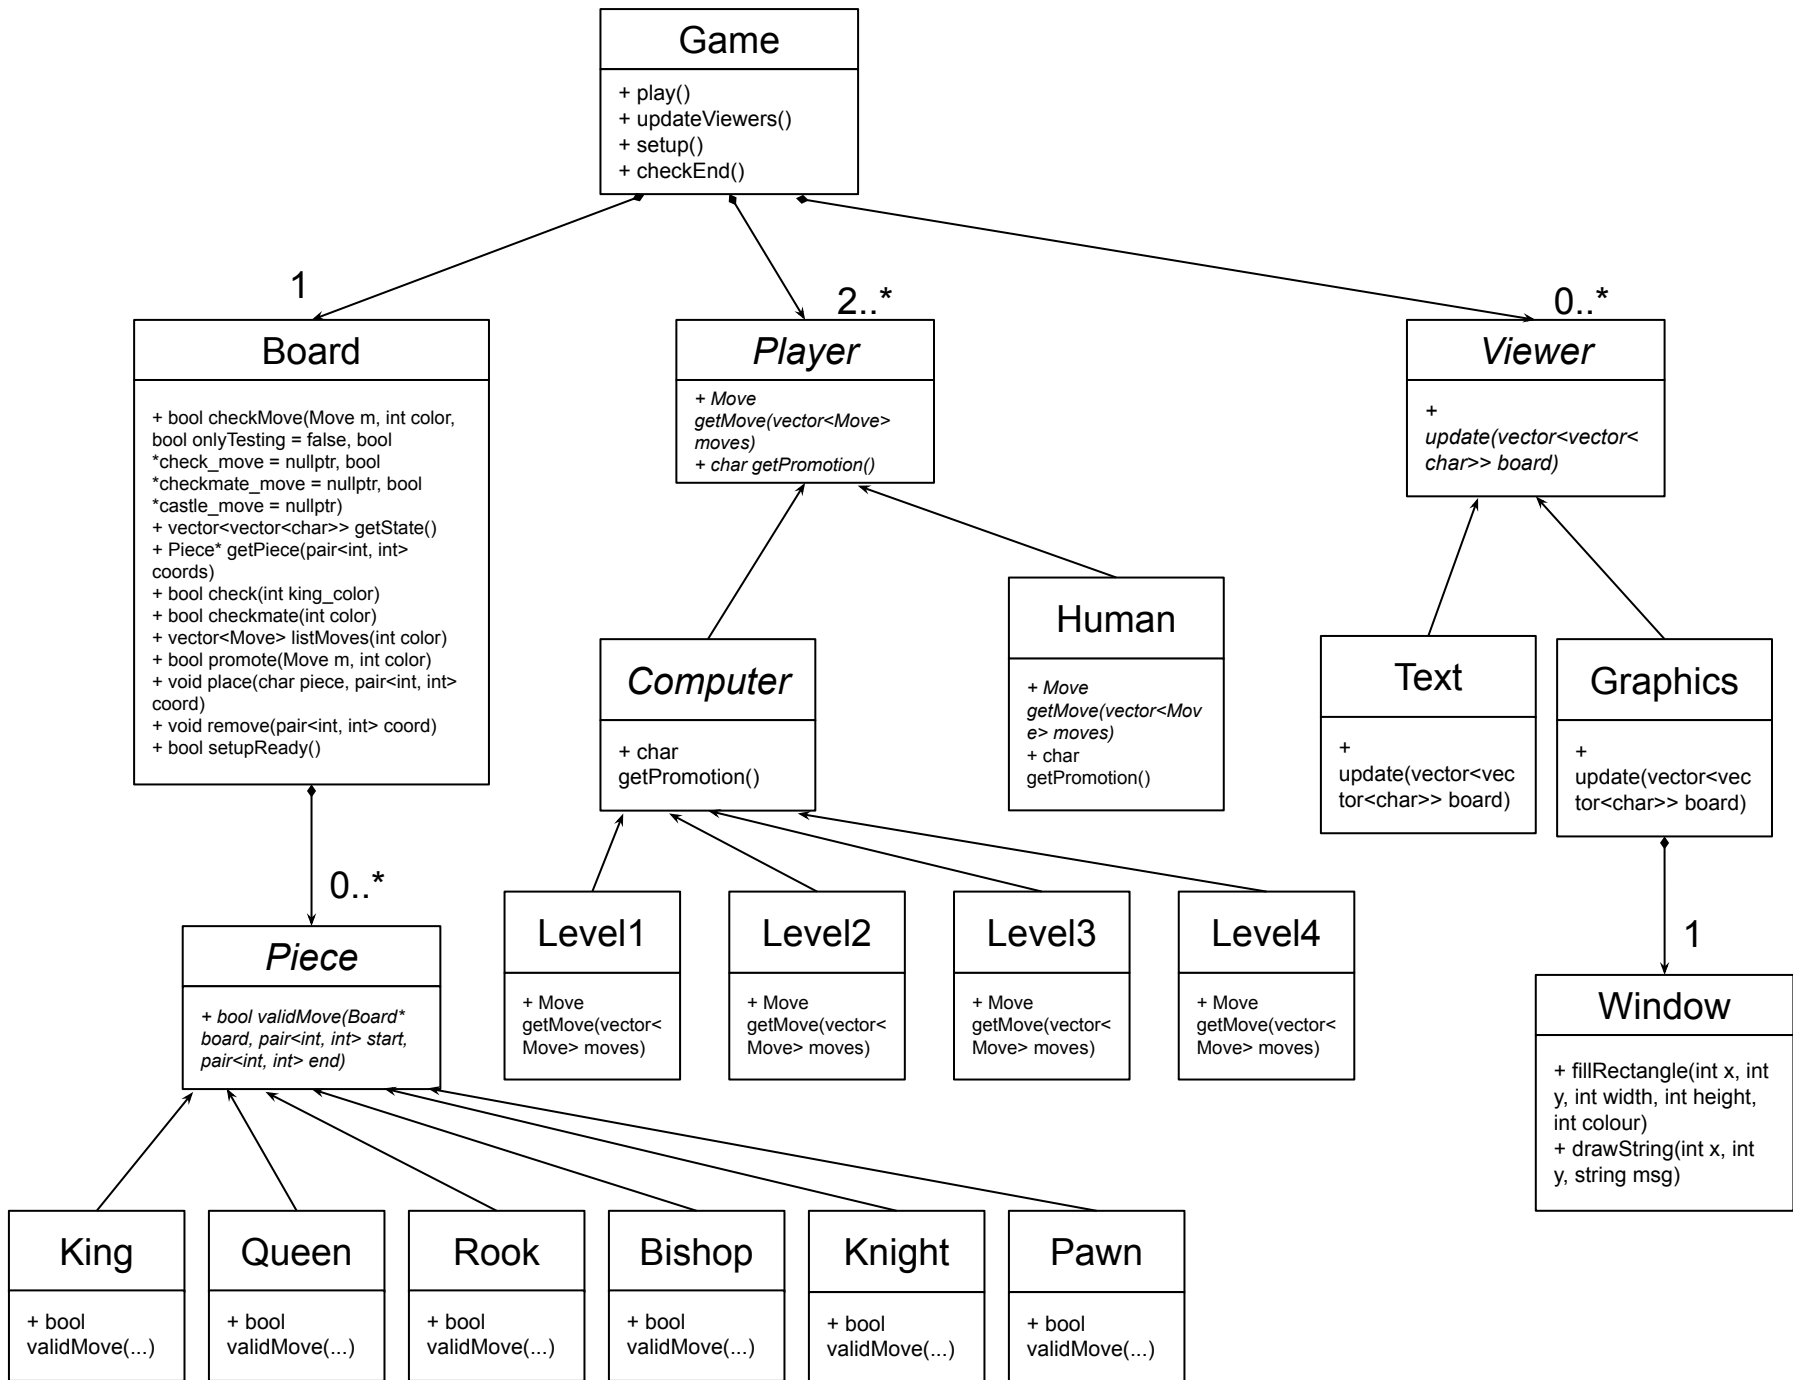 Game
+ play()
+ updateViewers()
+ setup()
+ checkEnd()
1
2..*
0..*
Board
+ bool checkMove(Move m, int color,
bool onlyTesting = false, bool
*check_move = nullptr, bool
*checkmate_move = nullptr, bool
*castle_move = nullptr)
+ vector<vector<char>> getState()
+ Piece* getPiece(pair<int, int>
coords)
+ bool check(int king_color)
+ bool checkmate(int color)
+ vector<Move> listMoves(int color)
+ bool promote(Move m, int color)
+ void place(char piece, pair<int, int>
coord)
+ void remove(pair<int, int> coord)
+ bool setupReady()
Player
+ Move
getMove(vector<Move>
moves)
+ char getPromotion()
Viewer
+
update(vector<vector<
char>> board)
Computer
+ char
getPromotion()
Human
+ Move
getMove(vector<Mov
e> moves)
+ char
getPromotion()
Text
+
update(vector<vec
tor<char>> board)
Graphics
+
update(vector<vec
tor<char>> board)
0..*
Piece
+ bool validMove(Board*
board, pair<int, int> start,
pair<int, int> end)
Level1
+ Move
getMove(vector<
Move> moves)
Level2
+ Move
getMove(vector<
Move> moves)
Level3
+ Move
getMove(vector<
Move> moves)
Level4
+ Move
getMove(vector<
Move> moves)
1
Window
+ fillRectangle(int x, int
y, int width, int height,
int colour)
+ drawString(int x, int
y, string msg)
King
+ bool
validMove(...)
Queen
+ bool
validMove(...)
Rook
+ bool
validMove(...)
Bishop
+ bool
validMove(...)
Knight
+ bool
validMove(...)
Pawn
+ bool
validMove(...)